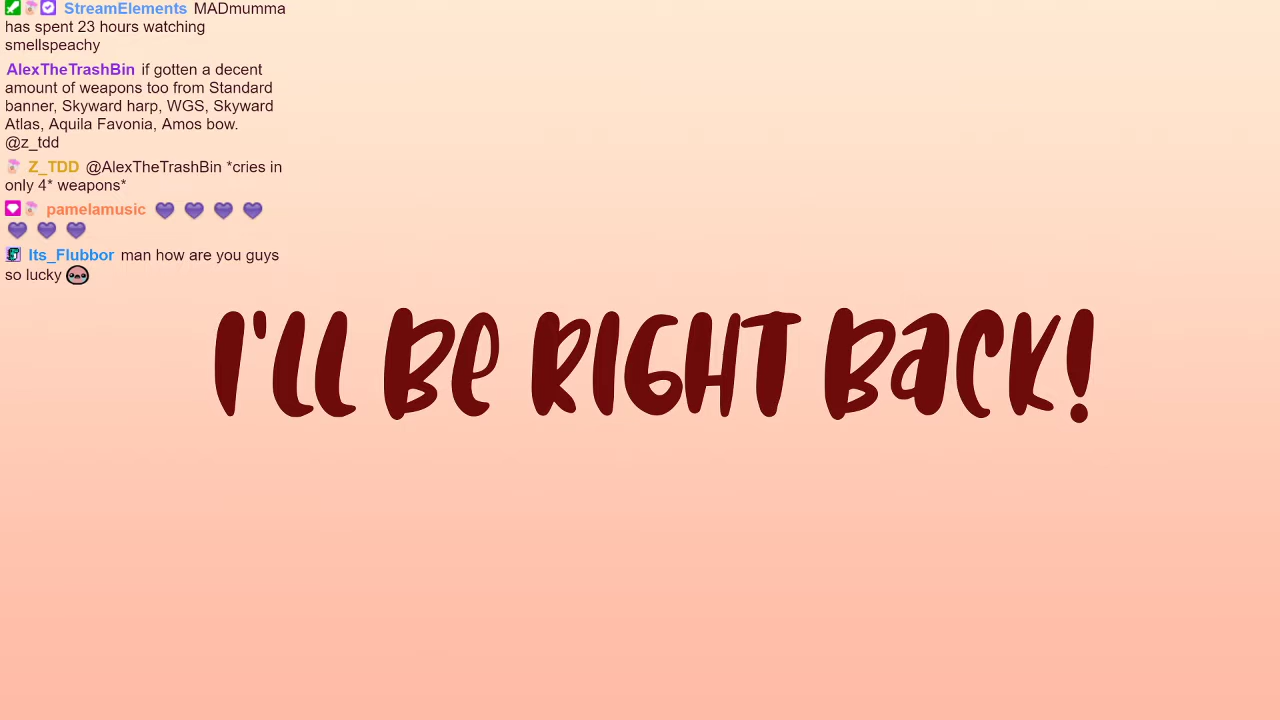 StreamElements MADmumma
has spent 23 hours watching
smellspeachy
AlexTheTrashBin if gotten a decent
amount of weapons too from Standard
banner, Skyward harp, WGS, Skyward
Atlas, Aquila Favonia, Amos bow.
@z_tdd
Z_TDD @AlexTheTrashBin *cries in
only 4* weapons*
pamelamusic 💜 💜 💜 💜
💜 💜 💜
Its_Flubbor man how are you guys
so lucky
I'LL BE RIGHT BACK!